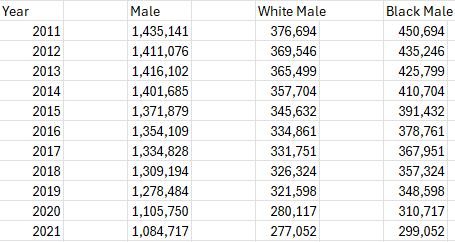 Year Male White Male Black Male
2011 1,435,141 376,694 450,694
2012 1,411,076 369,546 435,246
2013 1,416,102 365,499 425,799
2014 1,401,685 357,704 410,704
2015 1,371,879 345,632 391,432
2016 1,354,109 334,861 378,761
2017 1,334,828 331,751 367,951
2018 1,309,194 326,324 357,324
2019 1,278,484 321,598 348,598
2020 1,105,750 280,117 310,717
2021 1,084,717 277,052 299,052